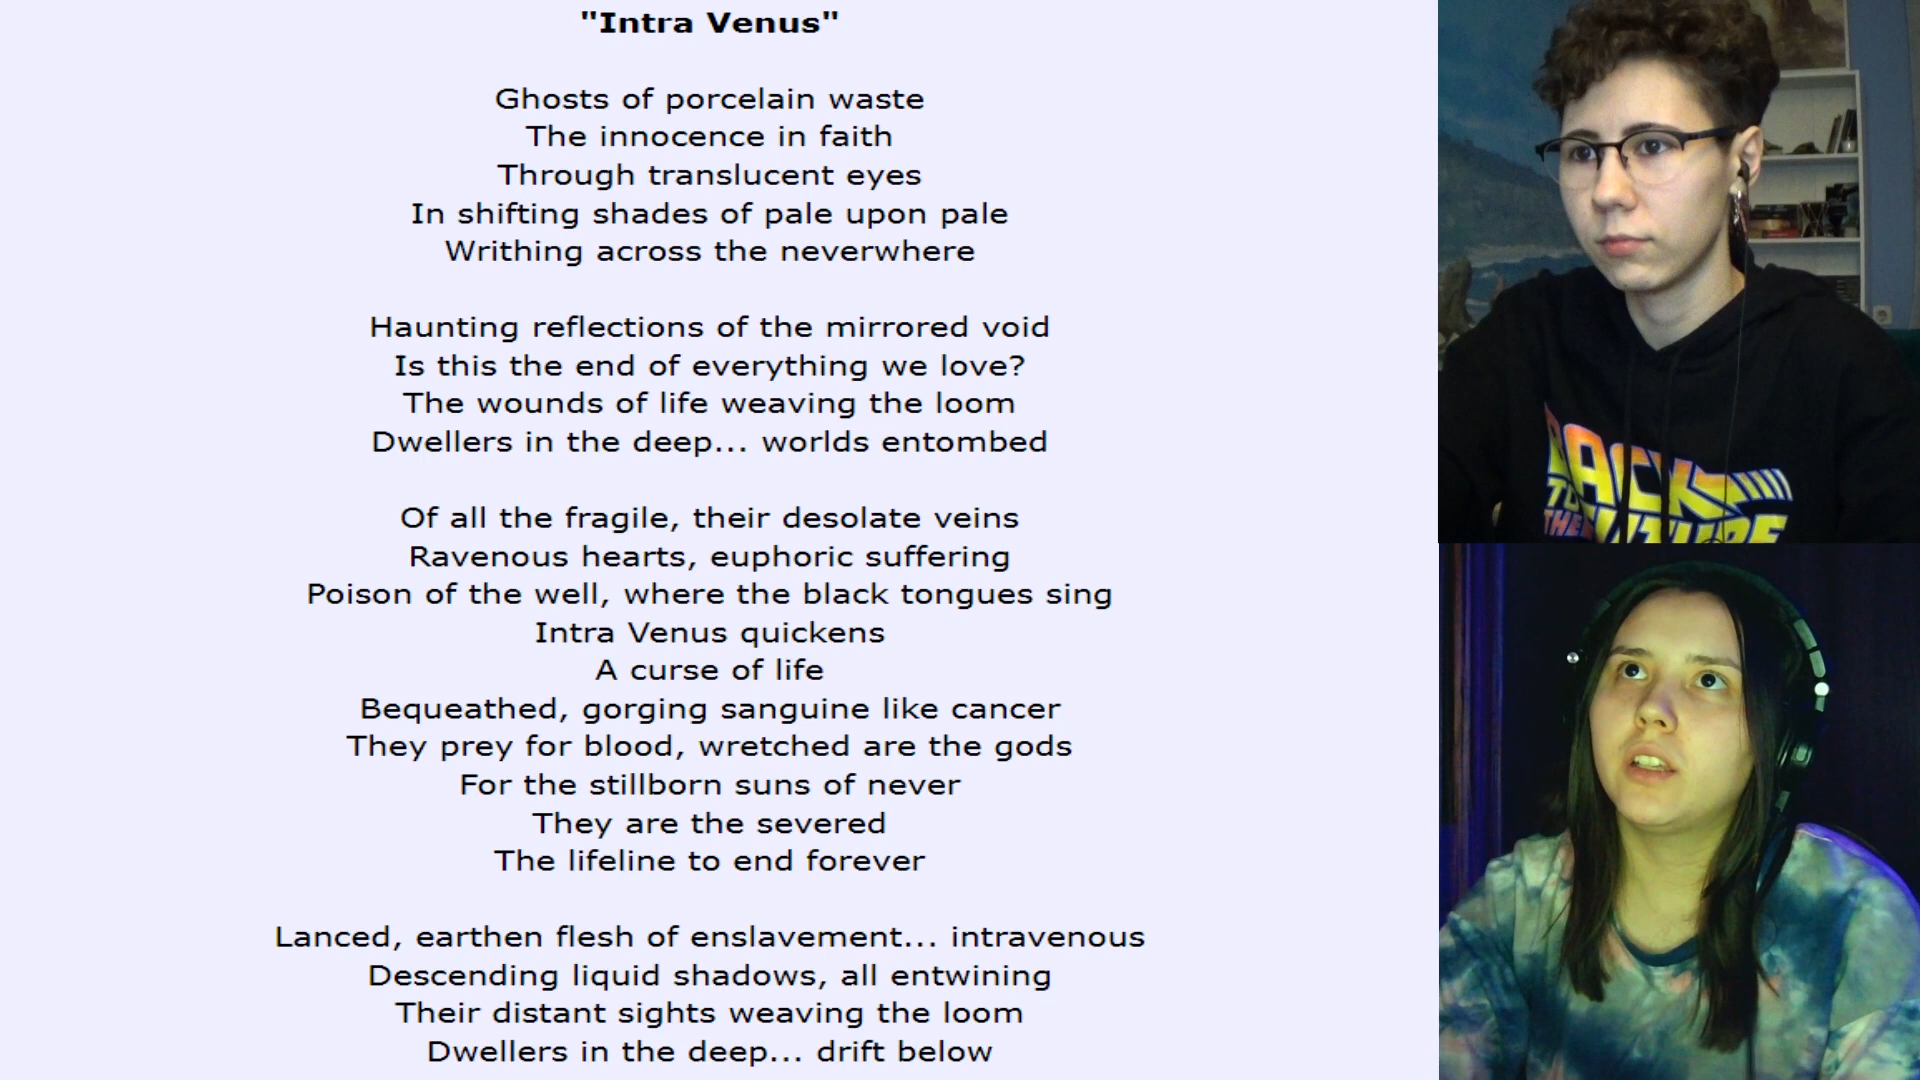 "Intra Venus"
Ghosts of porcelain waste
The innocence in faith
Through translucent eyes
In shifting shades of pale upon pale
Writhing across the neverwhere
Haunting reflections of the mirrored void
Is this the end of everything we love?
The wounds of life weaving the loom
Dwellers in the deep... worlds entombed
Of all the fragile, their desolate veins
Ravenous hearts, euphoric suffering
Poison of the well, where the black tongues sing
Intra Venus quickens
A curse of life
Bequeathed, gorging sanguine like cancer
They prey for blood, wretched are the gods
For the stillborn suns of never
They are the severed
The lifeline to end forever
Lanced, earthen flesh of enslavement... intravenous
Descending liquid shadows, all entwining
Their distant sights weaving the loom
Dwellers in the deep... drift below
BACK
TO
THE FUTURE